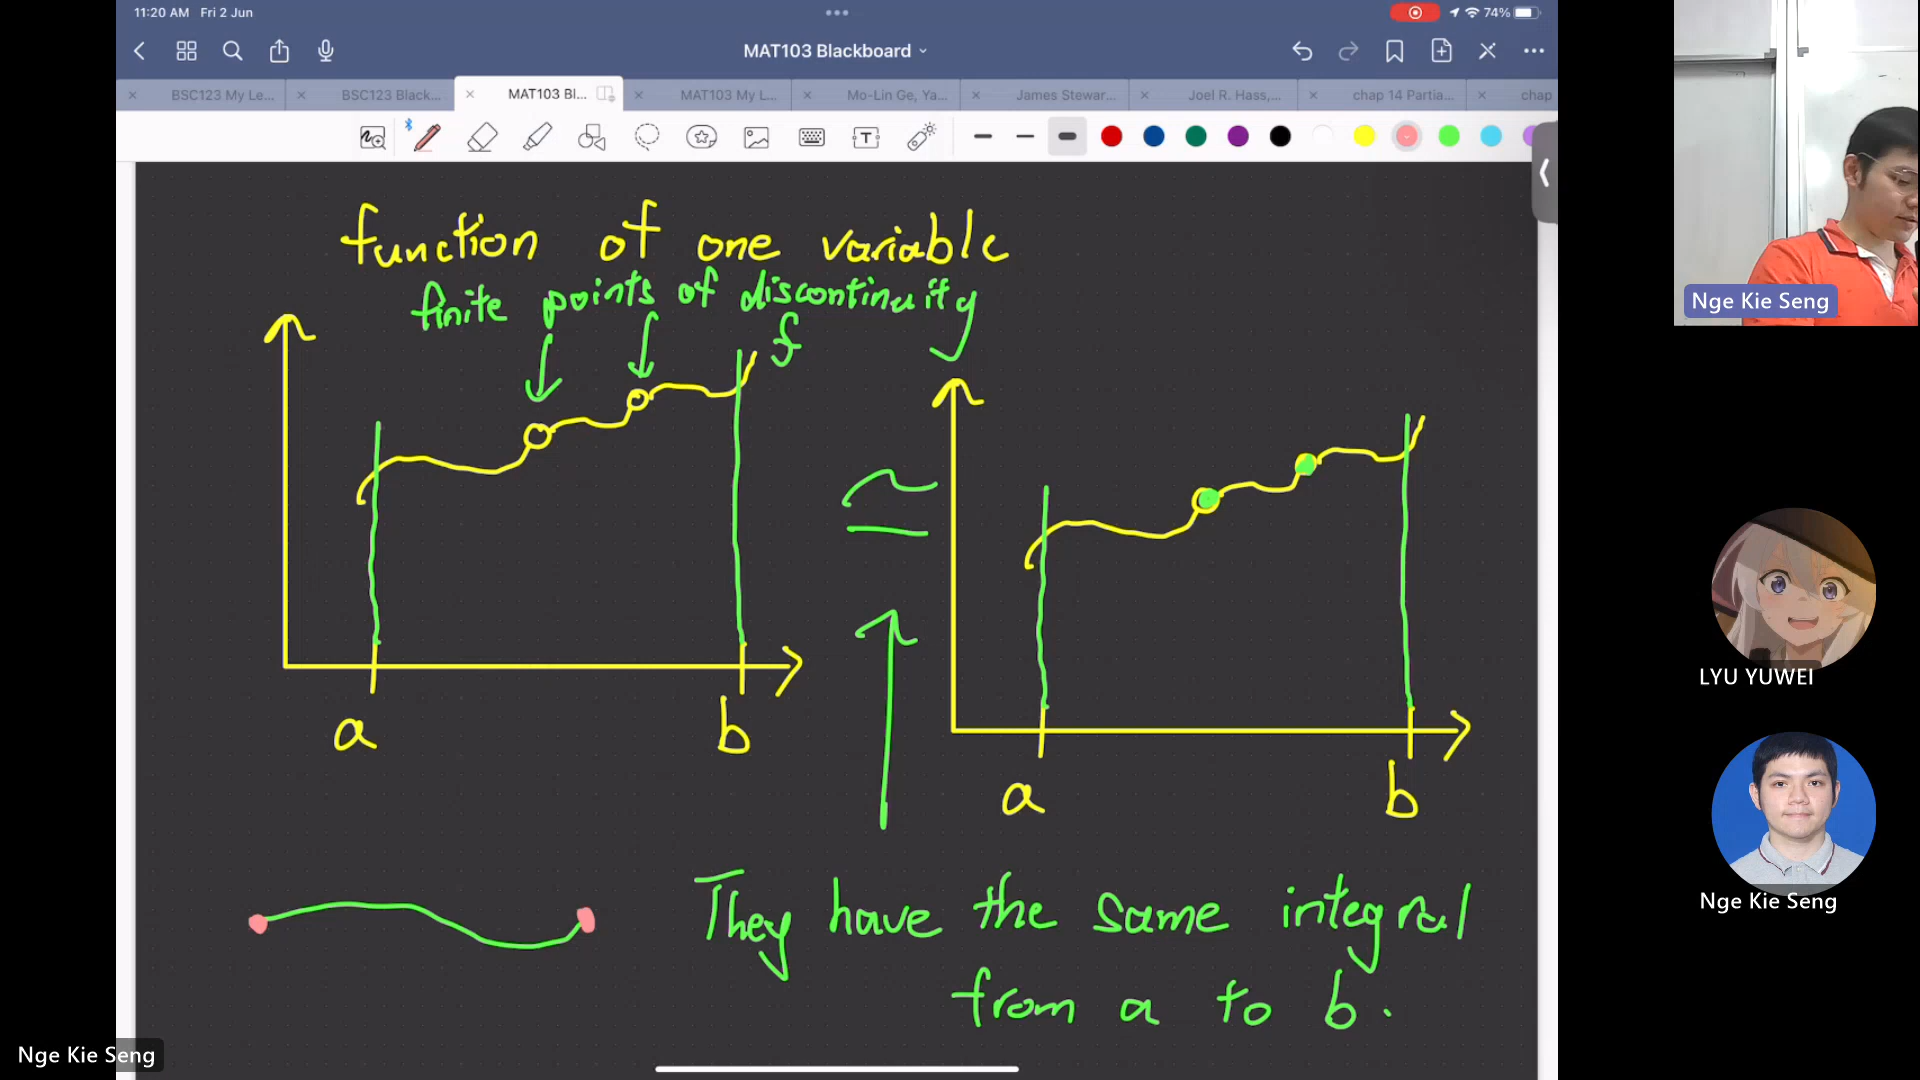 11:20 AM Fri 2 Jun
74%
MAT103 Blackboard
BSC123 My Le...
BSC123 Black...
MAT103 Bl...
MAT103 My L...
Mo-Lin Ge, Ya...
James Stewar...
Joel R. Hass,...
chap 14 Partia...
chap
T
function of one variable
finite points of discontinuity
a b
a b
They have the same integral
from a to b.
Nge Kie Seng
LYU YUWEI
Nge Kie Seng
Nge Kie Seng